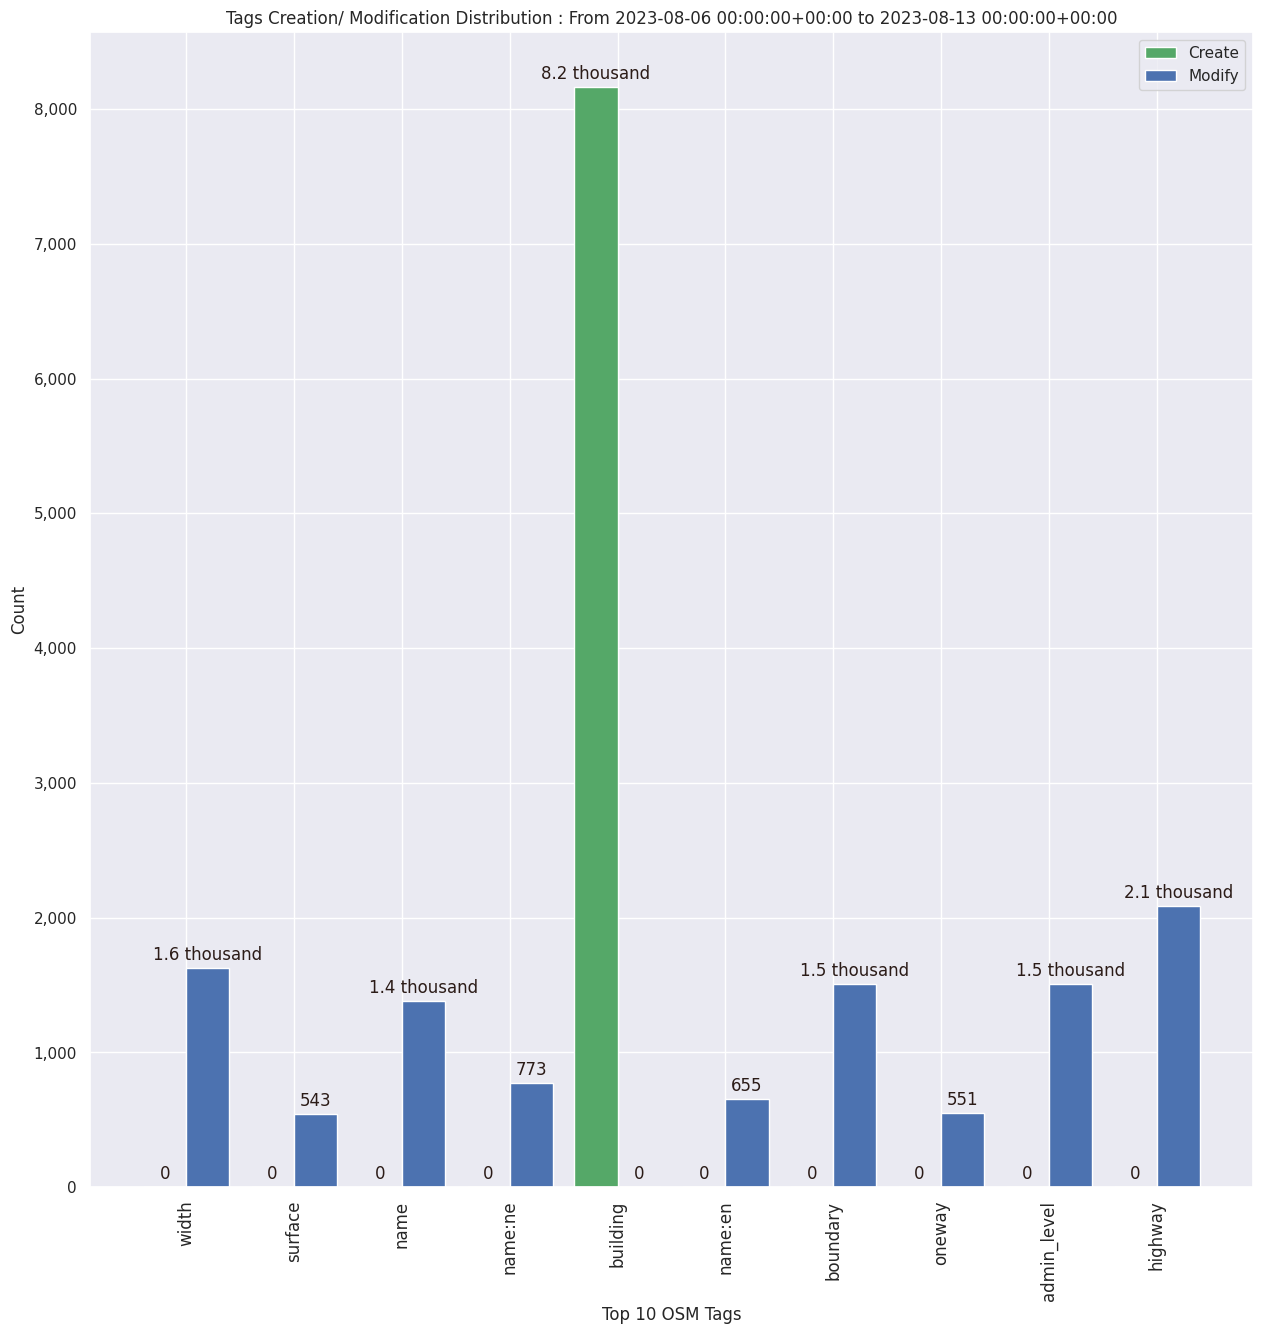 Tags Creation/ Modification Distribution : From 2023-08-06 00:00:00+00:00 to 2023-08-13 00:00:00+00:00
Create
Modify
8.2 thousand
8,000
7,000
6,000
5,000
4,000
3,000
2,000
1,000
0
Count
1.6 thousand
543
1.4 thousand
773
655
1.5 thousand
551
1.5 thousand
2.1 thousand
0
0
0
0
0
0
0
0
0
0
width
surface
name
name:ne
building
name:en
boundary
oneway
admin_level
highway
Top 10 OSM Tags